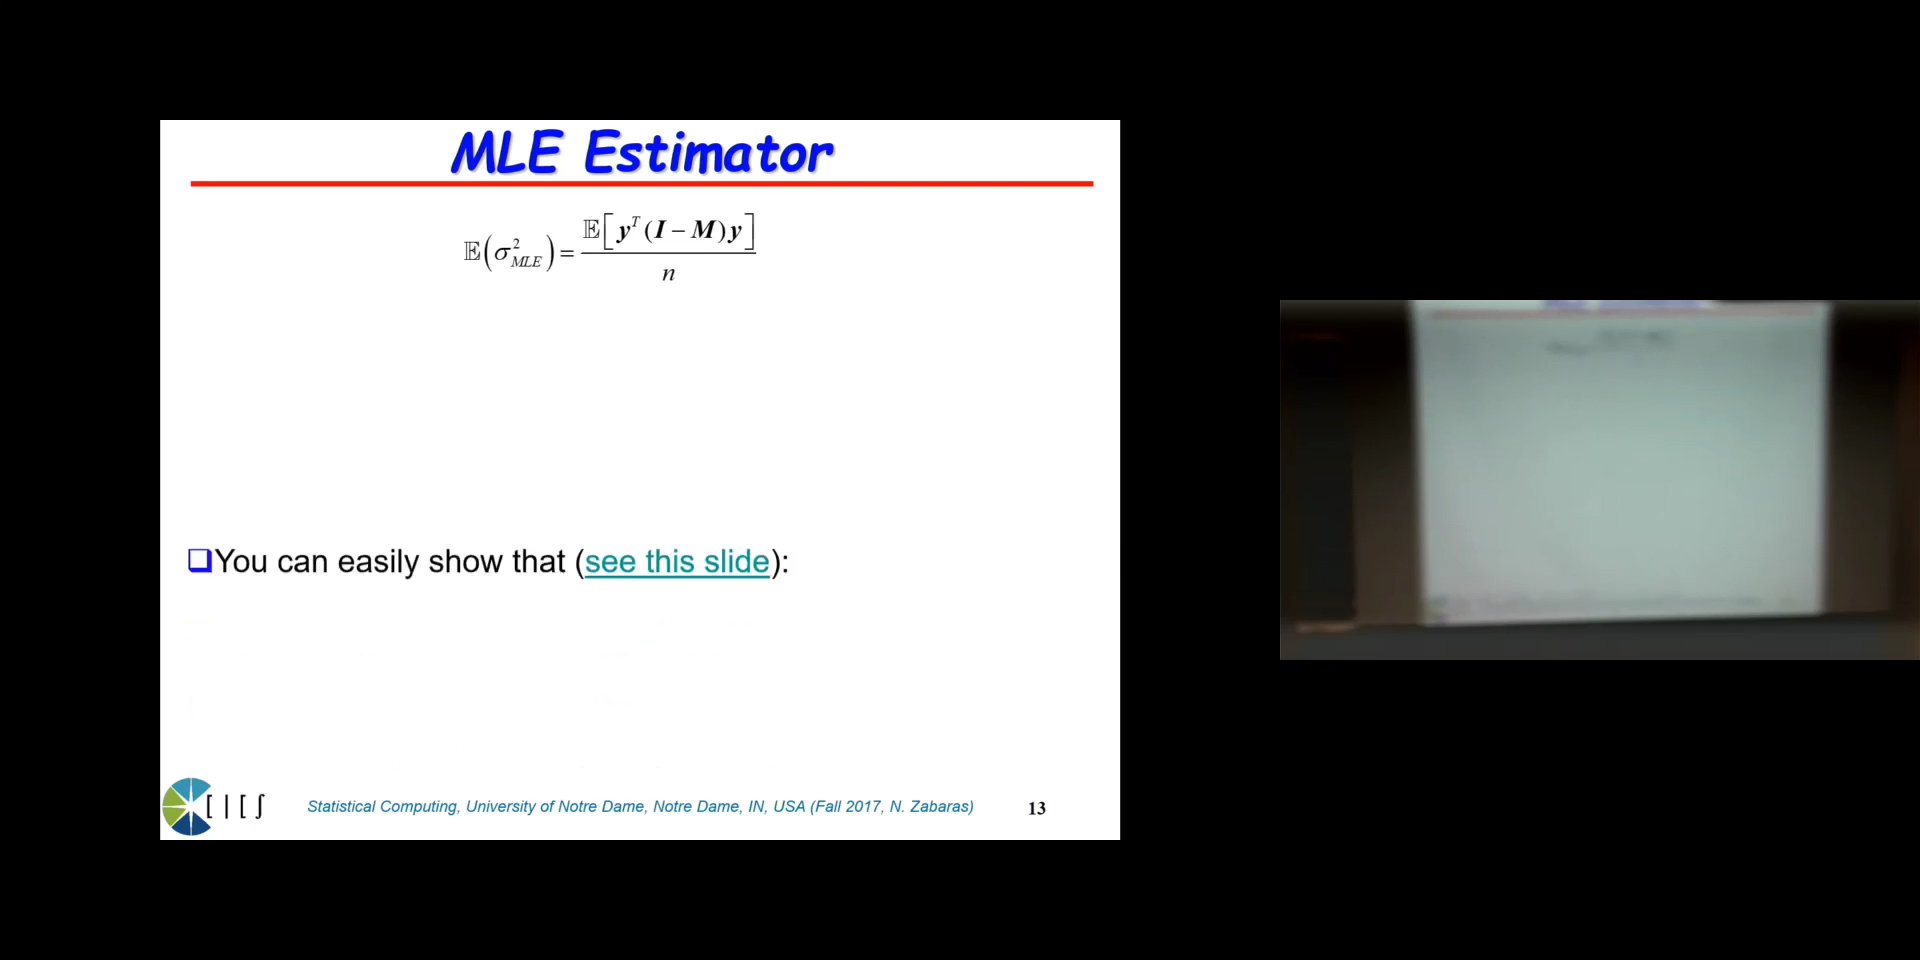 MLE Estimator
𝔼(σ²_MLE) = 𝔼[yᵀ(I − M)y] / n
❑You can easily show that (see this slide):
Statistical Computing, University of Notre Dame, Notre Dame, IN, USA (Fall 2017, N. Zabaras)
13